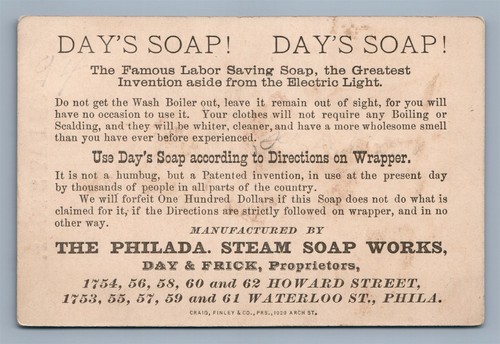 DAY'S SOAP! DAY'S SOAP!
The Famous Labor Saving Soap, the Greatest
Invention aside from the Electric Light.
Do not get the Wash Boiler out, leave it remain out of sight, for you will
have no occasion to use it. Your clothes will not require any Boiling or
Scalding, and they will be whiter, cleaner, and have a more wholesome smell
than you have ever before experienced.
Use Day's Soap according to Directions on Wrapper.
It is not a humbug, but a Patented invention, in use at the present day
by thousands of people in all parts of the country.
We will forfeit One Hundred Dollars if this Soap does not do what is
claimed for it, if the Directions are strictly followed on wrapper, and in no
other way.
MANUFACTURED BY
THE PHILADA. STEAM SOAP WORKS,
DAY & FRICK, Proprietors,
1754, 56, 58, 60 and 62 HOWARD STREET,
1753, 55, 57, 59 and 61 WATERLOO ST., PHILA.
CRAIG, FINLEY & CO., PRS., 1020 ARCH ST.